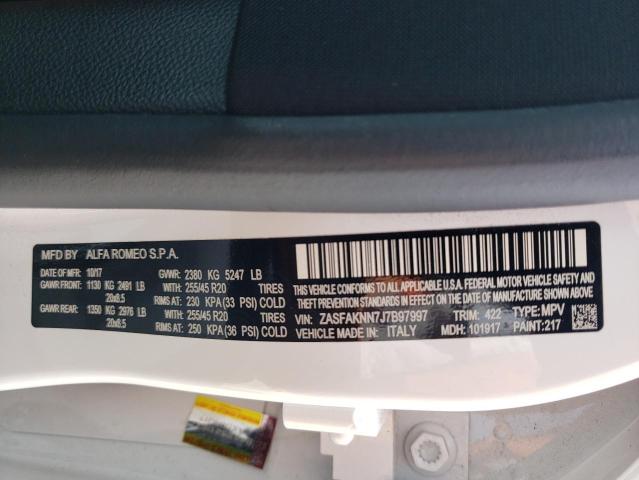 MFD BY ALFA ROMEO S.P.A.
DATE OF MFR: 10/17 GVWR: 2380 KG 5247 LB
GAWR FRONT: 1130 KG 2491 LB WITH: 255/45 R20 TIRES
20x8.5 RIMS AT: 230 KPA (33 PSI) COLD
GAWR REAR: 1350 KG 2976 LB WITH: 255/45 R20 TIRES
20x8.5 RIMS AT: 250 KPA (36 PSI) COLD
THIS VEHICLE CONFORMS TO ALL APPLICABLE U.S.A. FEDERAL MOTOR VEHICLE SAFETY,
BUMPER, AND THEFT PREVENTION STANDARDS IN EFFECT ON THE DATE OF MANUFACTURE
SHOWN ABOVE.
VIN: ZASFAKNN7J7B97997 TRIM: 422 TYPE: MPV
VEHICLE MADE IN: ITALY MDH: 101917 PAINT: 217